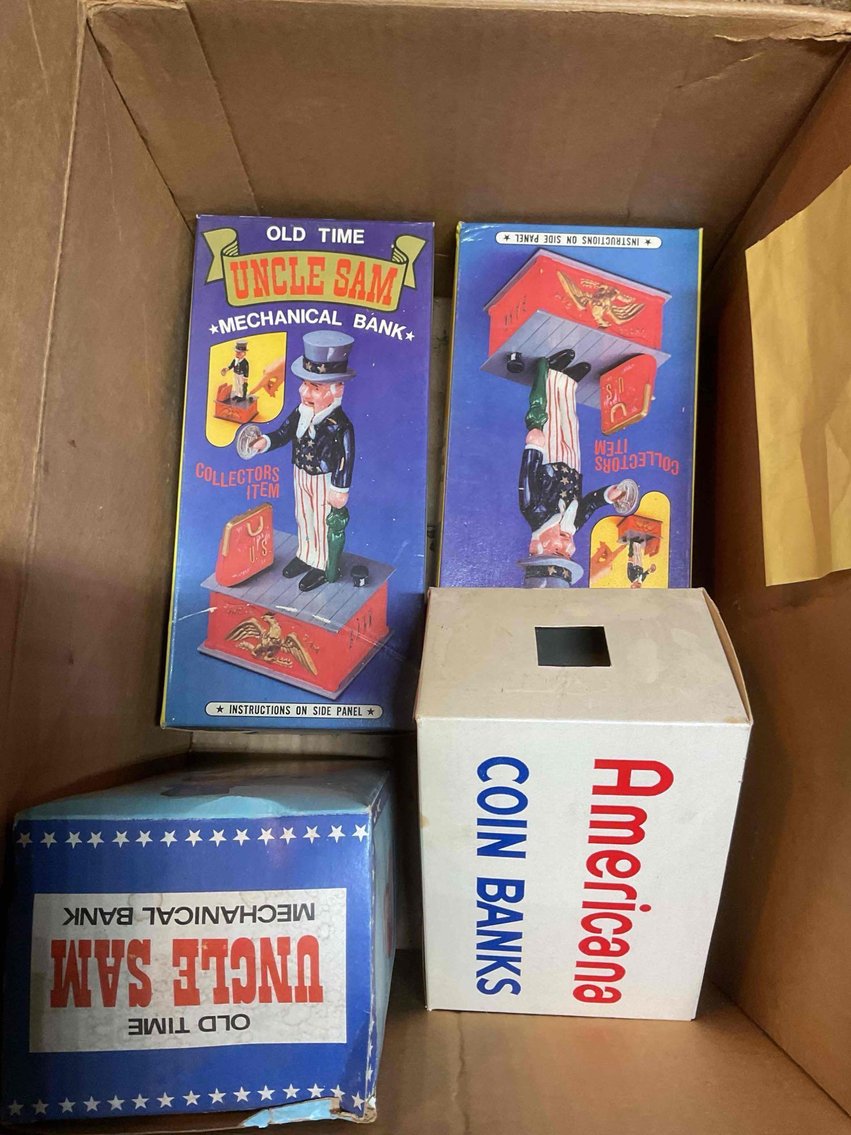 OLD TIME
UNCLE SAM
★MECHANICAL BANK★
COLLECTORS
ITEM
U.S.
★ INSTRUCTIONS ON SIDE PANEL ★
★ INSTRUCTIONS ON SIDE PANEL ★
U.S.
COLLECTORS
ITEM
OLD TIME
UNCLE SAM
MECHANICAL BANK
Americana
COIN BANKS